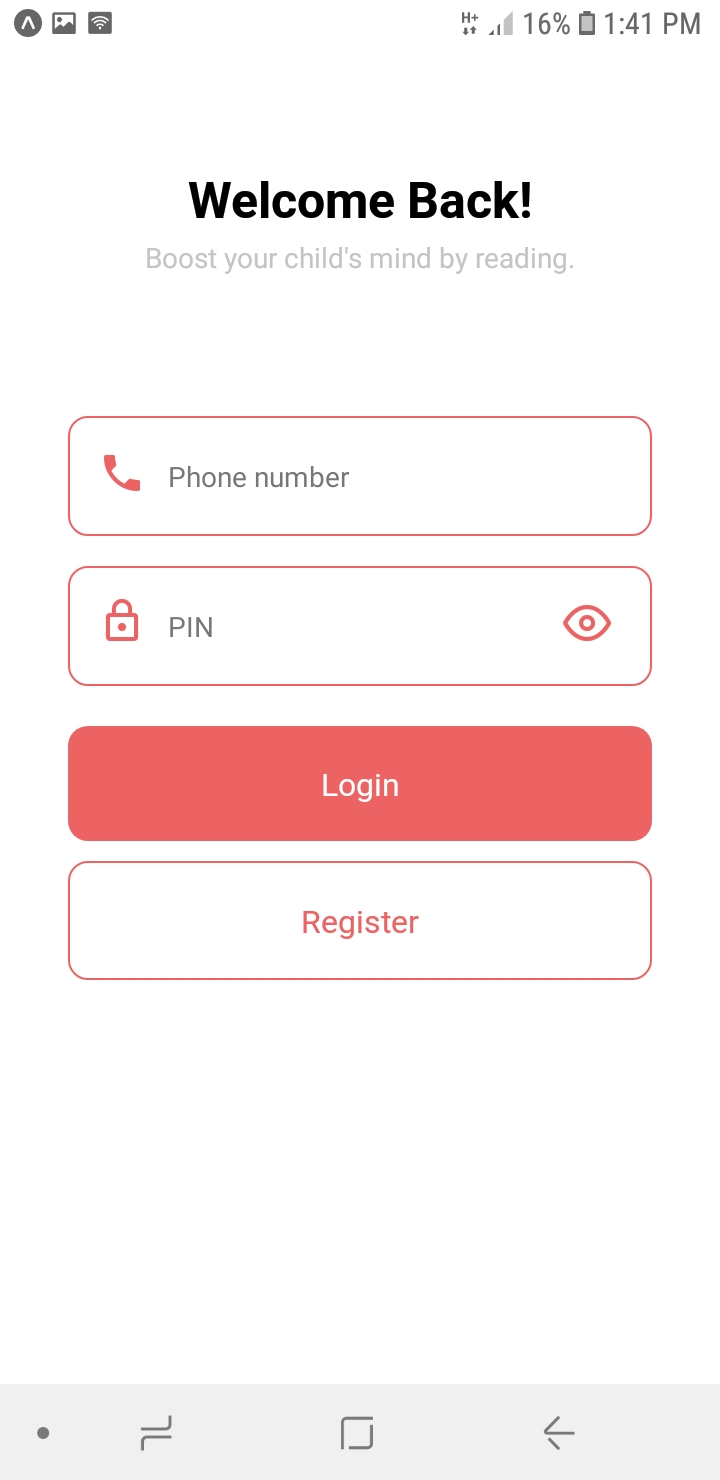 H+ 16% 1:41 PM
Welcome Back!
Boost your child's mind by reading.
Phone number
PIN
Login
Register